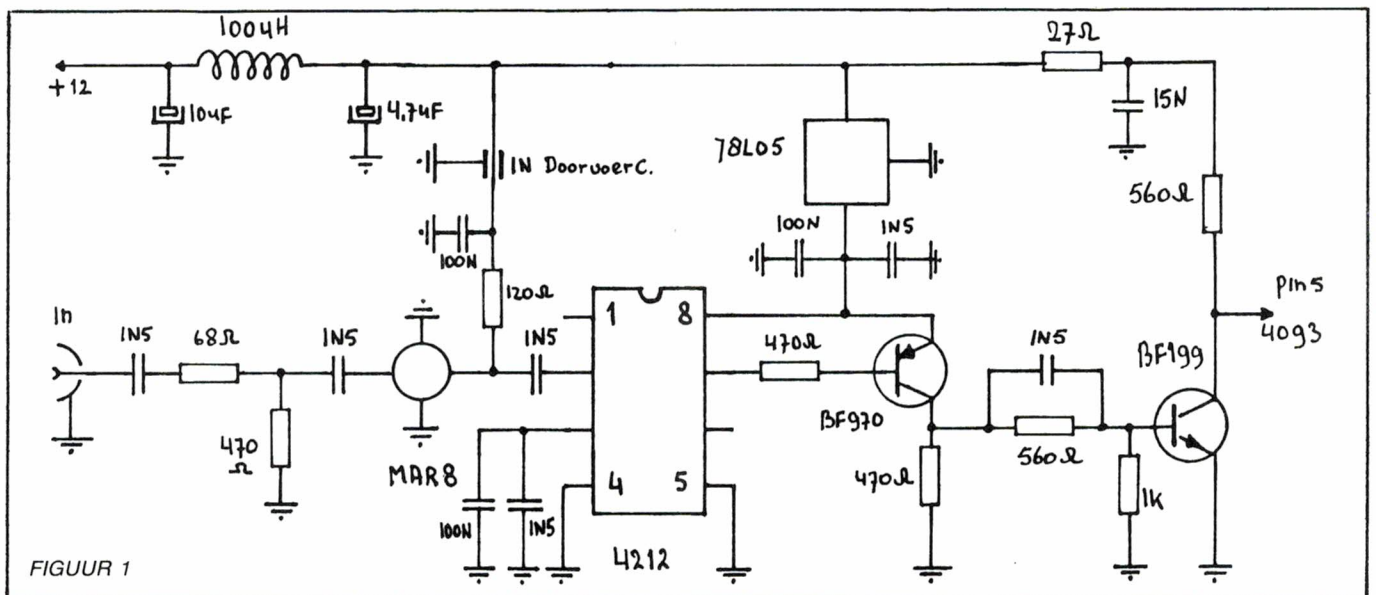 100uH
27Ω
+12
10uF
4,7uF
15N
1N Doorvoer C.
78L05
560Ω
100N
100N
1N5
120Ω
In
1N5
68Ω
1N5
1N5
1
8
470Ω
1N5
Pin5
4093
BF199
470
Ω
MAR8
BF970
4
5
470Ω
560Ω
1K
100N
1N5
4212
FIGUUR 1